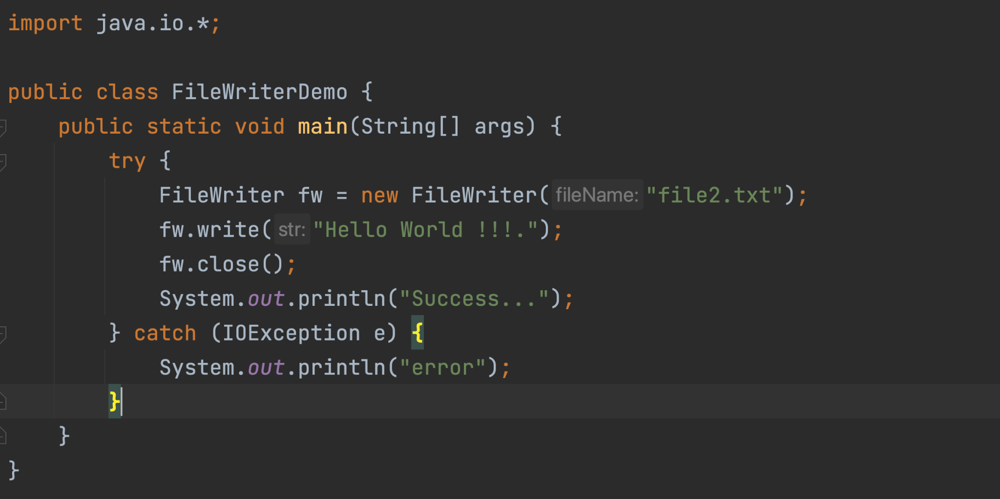 import java.io.*;
public class FileWriterDemo {
public static void main(String[] args) {
try {
FileWriter fw = new FileWriter( fileName: "file2.txt");
fw.write( str: "Hello World !!!.");
fw.close();
System.out.println("Success...");
} catch (IOException e) {
System.out.println("error");
}
}
}